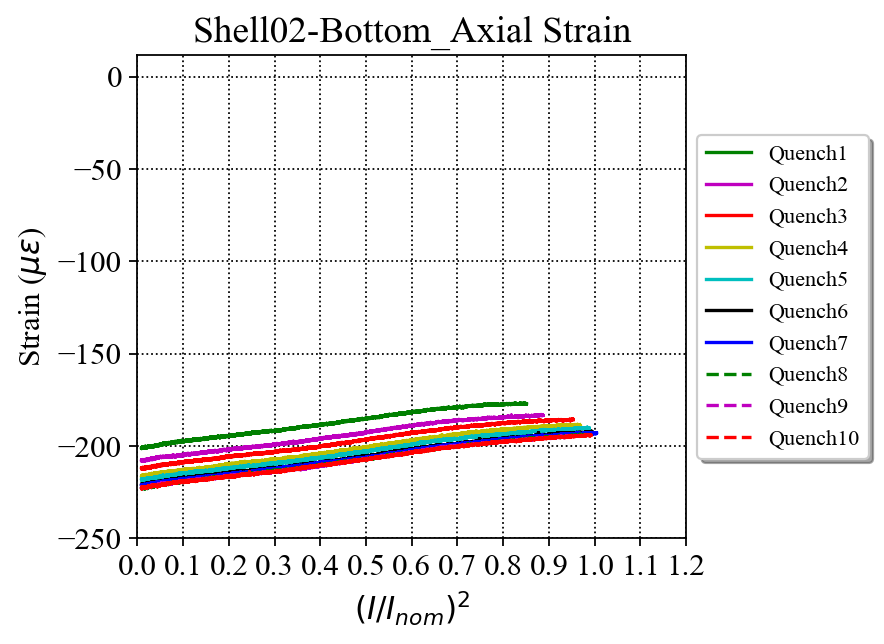 Shell02-Bottom_Axial Strain
0
−50
−100
−150
−200
−250
Strain (με)
0.0 0.1 0.2 0.3 0.4 0.5 0.6 0.7 0.8 0.9 1.0 1.1 1.2
(I/I_nom)²
Quench1
Quench2
Quench3
Quench4
Quench5
Quench6
Quench7
Quench8
Quench9
Quench10